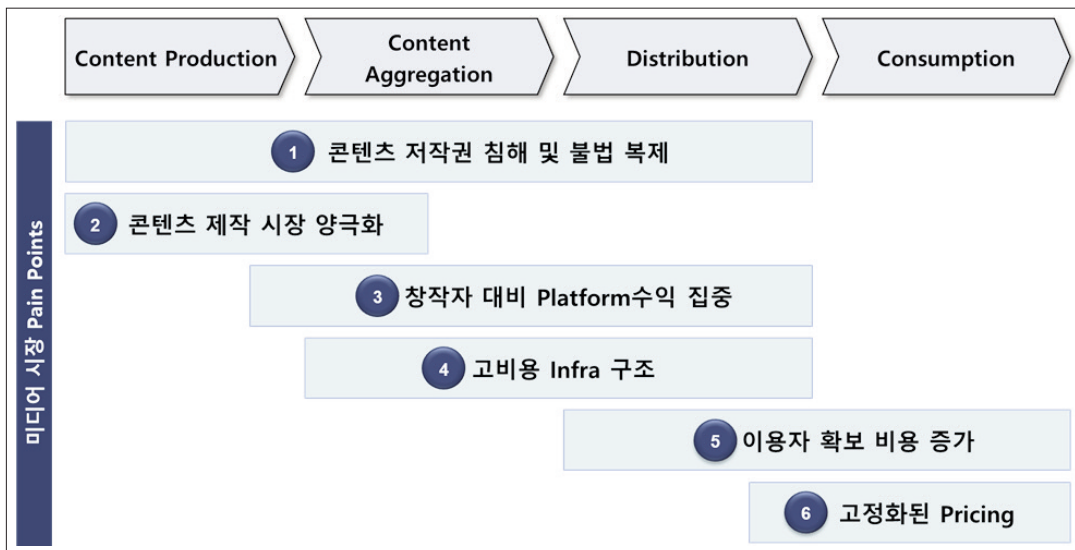 Content Production
Content
Aggregation
Distribution
Consumption
미디어 시장 Pain Points
1 콘텐츠 저작권 침해 및 불법 복제
2 콘텐츠 제작 시장 양극화
3 창작자 대비 Platform수익 집중
4 고비용 Infra 구조
5 이용자 확보 비용 증가
6 고정화된 Pricing